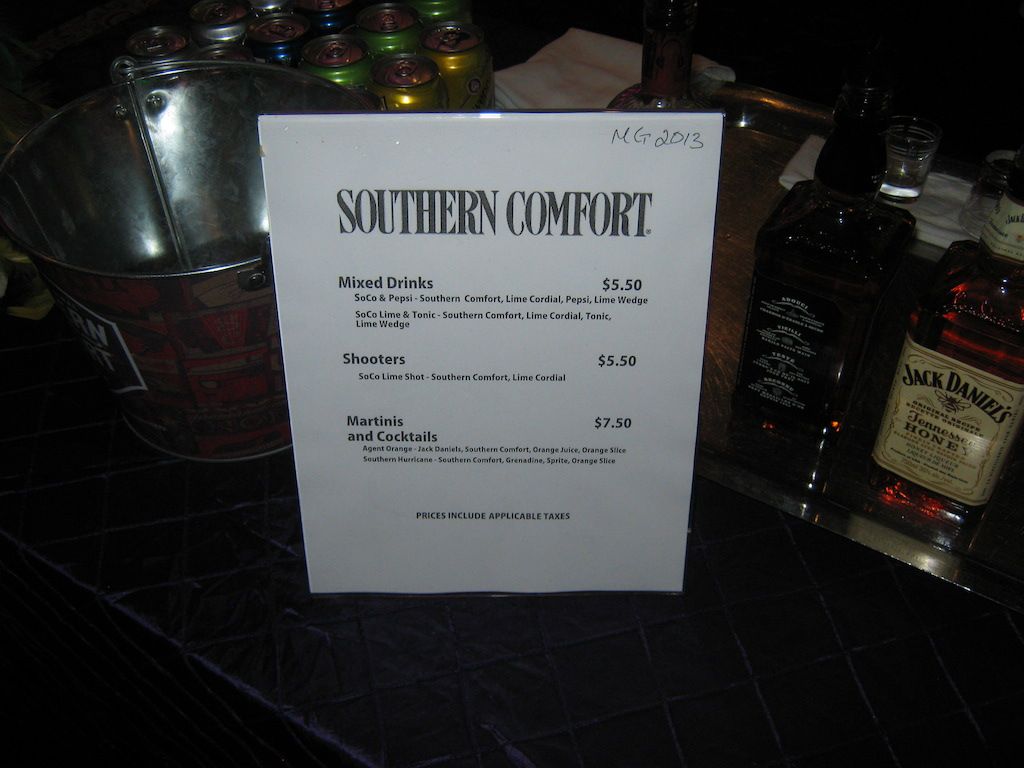 MG 2013
SOUTHERN COMFORT®
Mixed Drinks $5.50
SoCo & Pepsi - Southern Comfort, Lime Cordial, Pepsi, Lime Wedge
SoCo Lime & Tonic - Southern Comfort, Lime Cordial, Tonic,
Lime Wedge
Shooters $5.50
SoCo Lime Shot - Southern Comfort, Lime Cordial
Martinis $7.50
and Cocktails
Agent Orange - Jack Daniels, Southern Comfort, Orange Juice, Orange Slice
Southern Hurricane - Southern Comfort, Grenadine, Sprite, Orange Slice
PRICES INCLUDE APPLICABLE TAXES
JACK DANIEL'S
Tennessee
HONE